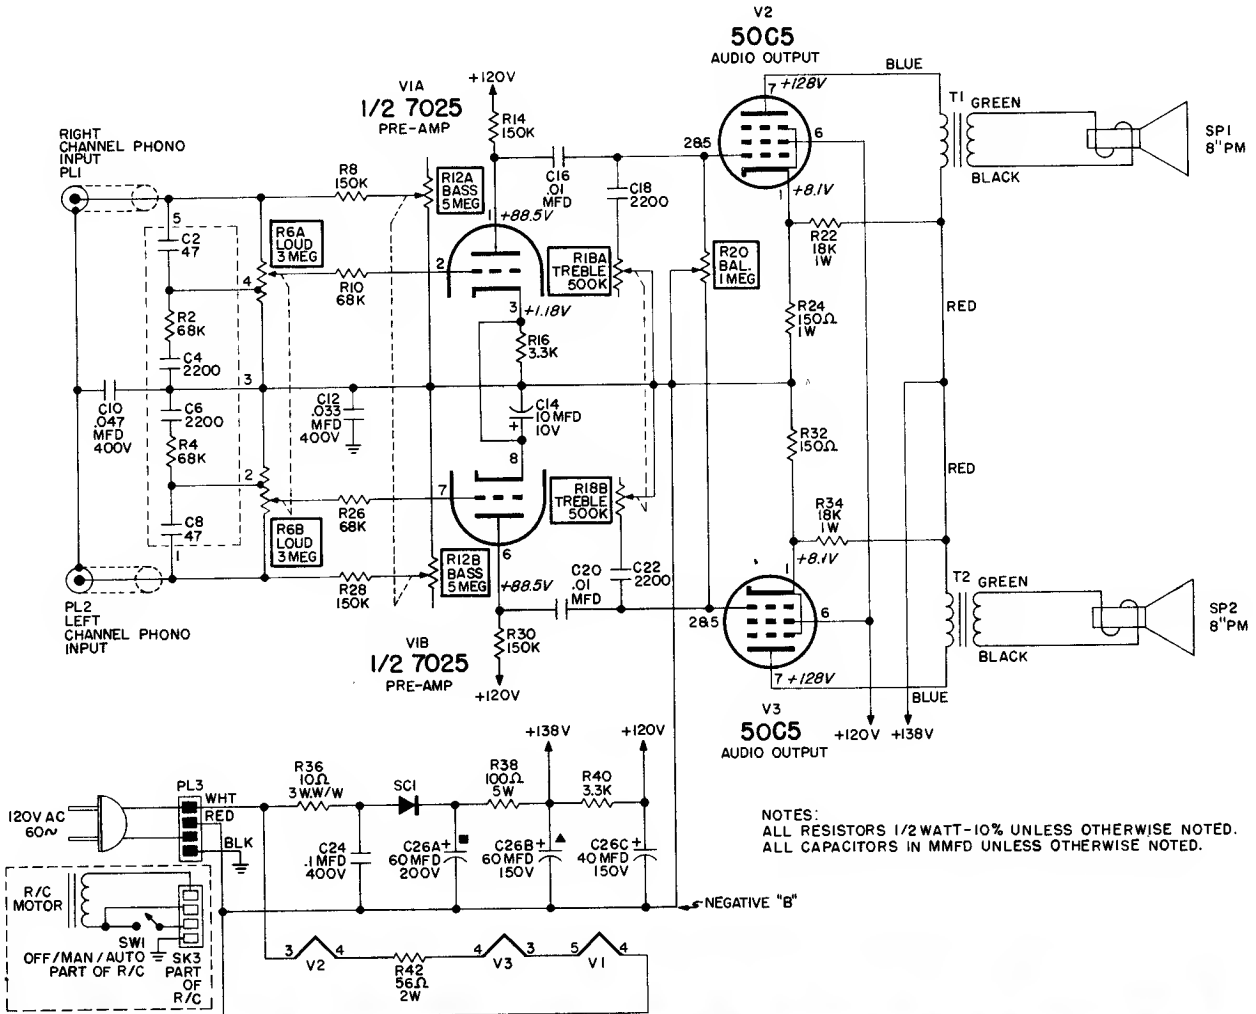 V2
50C5
AUDIO OUTPUT
BLUE
7 +128V
T1
GREEN
BLACK
SP1
8"PM
6
2&5
+8.1V
1
V1A
1/2 7025
PRE-AMP
+120V
R14
150K
RIGHT
CHANNEL PHONO
INPUT
PL1
R8
150K
R12A
BASS
5 MEG
C16
.01
MFD
C18
2200
1
+88.5V
5
C2
47
R6A
LOUD
3 MEG
R10
68K
2
R18A
TREBLE
500K
R20
BAL.
1 MEG
R22
18K
1W
4
R2
68K
C4
2200
3
+1.18V
R16
3.3K
R24
150Ω
1W
RED
3
C10
.047
MFD
400V
C6
2200
R4
68K
C12
.033
MFD
400V
C14
10 MFD
10V
+
8
R32
150Ω
RED
2
C8
47
1
R6B
LOUD
3 MEG
R26
68K
7
R18B
TREBLE
500K
R34
18K
1W
6
+8.1V
PL2
LEFT
CHANNEL PHONO
INPUT
R28
150K
R12B
BASS
5 MEG
+88.5V
C20
.01
MFD
C22
2200
1
2&5
6
T2
GREEN
BLACK
SP2
8"PM
V1B
1/2 7025
PRE-AMP
R30
150K
+120V
7 +128V
BLUE
V3
50C5
AUDIO OUTPUT
+120V
+138V
120V AC
60~
PL3
WHT
RED
BLK
R36
10Ω
3W.W/W
SC1
R38
100Ω
5W
+138V
R40
3.3K
+120V
C24
.1 MFD
400V
C26A +
60 MFD
200V
C26B +
60 MFD
150V
C26C +
40 MFD
150V
NEGATIVE "B"
NOTES:
ALL RESISTORS 1/2 WATT-10% UNLESS OTHERWISE NOTED.
ALL CAPACITORS IN MMFD UNLESS OTHERWISE NOTED.
R/C
MOTOR
SW1
OFF/MAN/AUTO
PART OF R/C
SK3
PART
OF
R/C
3
V2
4
R42
56Ω
2W
4
V3
3
5
V1
4